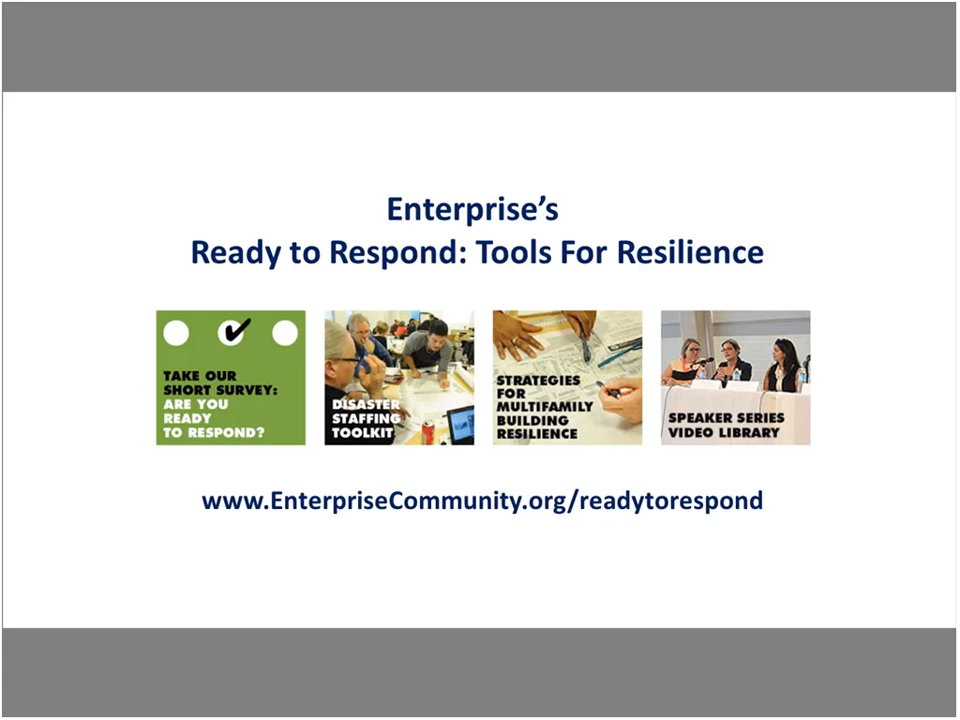 Enterprise’s
Ready to Respond: Tools For Resilience
TAKE OUR
SHORT SURVEY:
ARE YOU
READY
TO RESPOND?
DISASTER
STAFFING
TOOLKIT
STRATEGIES
FOR
MULTIFAMILY
BUILDING
RESILIENCE
SPEAKER SERIES
VIDEO LIBRARY
www.EnterpriseCommunity.org/readytorespond